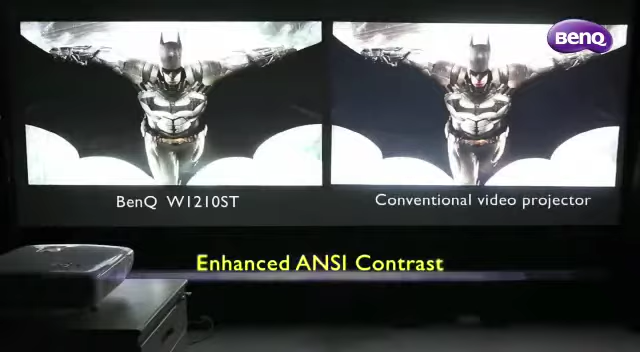 BenQ
BenQ W1210ST
Conventional video projector
Enhanced ANSI Contrast